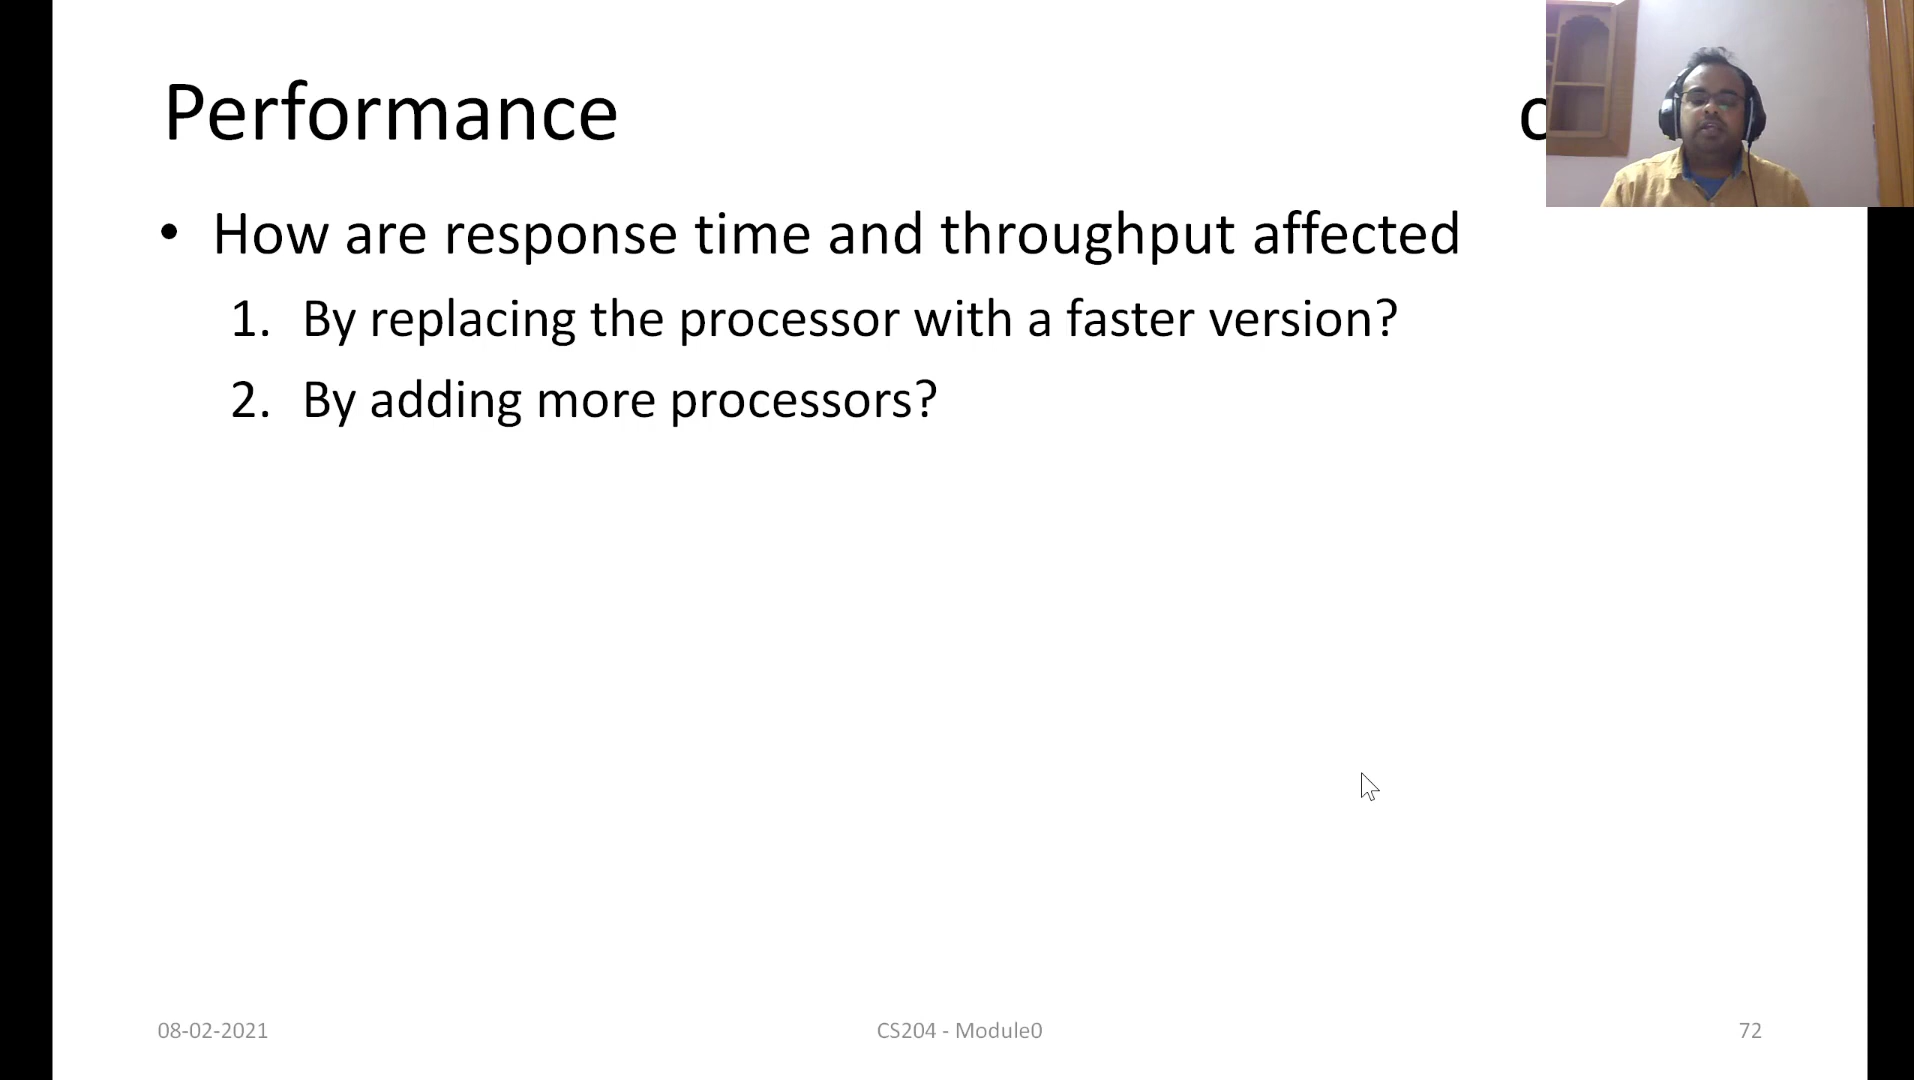 Performance
• How are response time and throughput affected
1. By replacing the processor with a faster version?
2. By adding more processors?
08-02-2021
CS204 - Module0
72